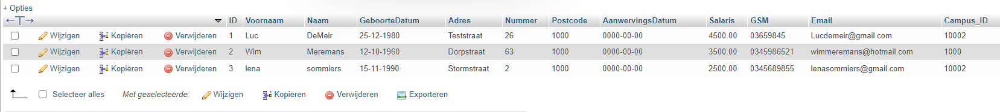 + Opties
←T→ ID Voornaam Naam GeboorteDatum Adres Nummer Postcode AanwervingsDatum Salaris GSM Email Campus_ID
Wijzigen Kopiëren Verwijderen 1 Luc DeMeir 25-12-1980 Teststraat 26 1000 0000-00-00 4500.00 03659845 Lucdemeir@gmail.com 10002
Wijzigen Kopiëren Verwijderen 2 Wim Meremans 12-10-1960 Dorpstraat 63 1000 0000-00-00 3500.00 0345986521 wimmeremans@hotmail.com 1000
Wijzigen Kopiëren Verwijderen 3 lena sommiers 15-11-1990 Stormstraat 2 1000 0000-00-00 2500.00 0345689855 lenasommiers@gmail.com 10002
Selecteer alles Met geselecteerde: Wijzigen Kopiëren Verwijderen Exporteren